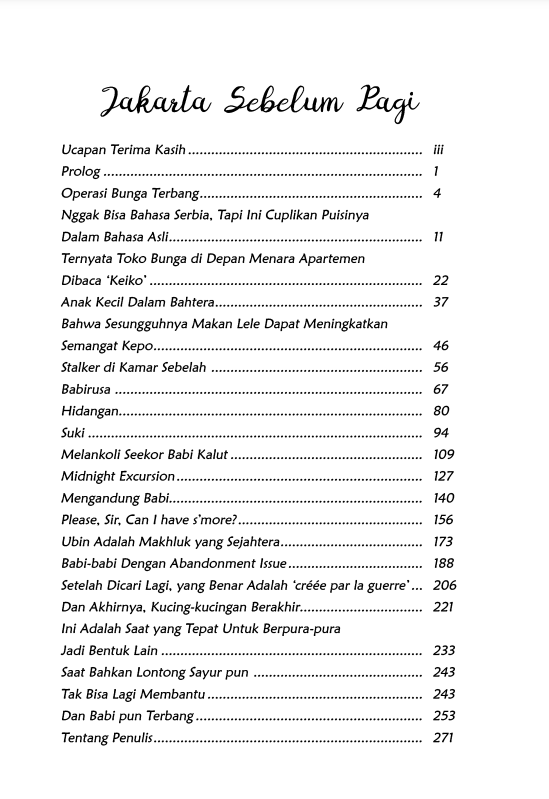 Jakarta Sebelum Pagi
Ucapan Terima Kasih ........................................................ iii
Prolog ............................................................................ 1
Operasi Bunga Terbang..................................................... 4
Nggak Bisa Bahasa Serbia, Tapi Ini Cuplikan Puisinya
Dalam Bahasa Asli............................................................ 11
Ternyata Toko Bunga di Depan Menara Apartemen
Dibaca ‘Keiko’ ................................................................. 22
Anak Kecil Dalam Bahtera................................................. 37
Bahwa Sesungguhnya Makan Lele Dapat Meningkatkan
Semangat Kepo................................................................ 46
Stalker di Kamar Sebelah .................................................. 56
Babirusa ......................................................................... 67
Hidangan........................................................................ 80
Suki ............................................................................... 94
Melankoli Seekor Babi Kalut .............................................. 109
Midnight Excursion........................................................... 127
Mengandung Babi............................................................ 140
Please, Sir, Can I have s’more?........................................... 156
Ubin Adalah Makhluk yang Sejahtera.................................. 173
Babi-babi Dengan Abandonment Issue................................ 188
Setelah Dicari Lagi, yang Benar Adalah ‘créée par la guerre’ ... 206
Dan Akhirnya, Kucing-kucingan Berakhir............................. 221
Ini Adalah Saat yang Tepat Untuk Berpura-pura
Jadi Bentuk Lain .............................................................. 233
Saat Bahkan Lontong Sayur pun ........................................ 243
Tak Bisa Lagi Membantu ................................................... 243
Dan Babi pun Terbang...................................................... 253
Tentang Penulis................................................................ 271